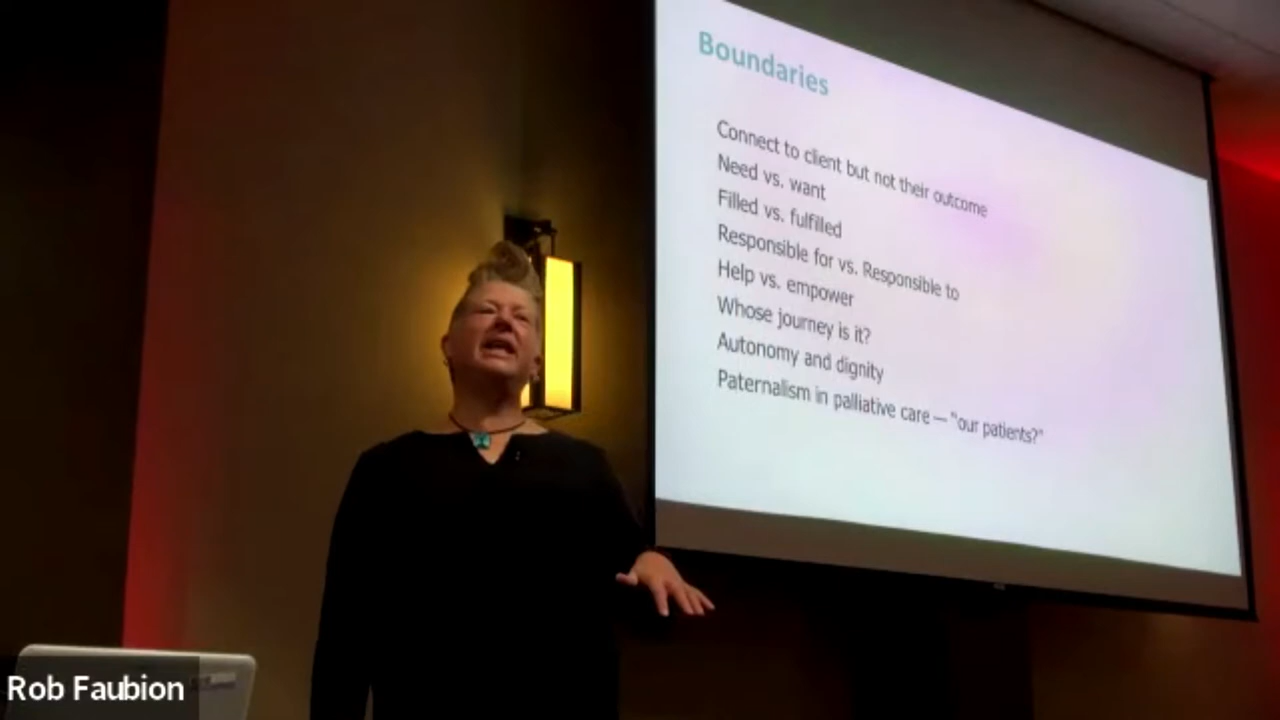 Boundaries
Connect to client but not their outcome
Need vs. want
Filled vs. fulfilled
Responsible for vs. Responsible to
Help vs. empower
Whose journey is it?
Autonomy and dignity
Paternalism in palliative care — "our patients?"
Rob Faubion